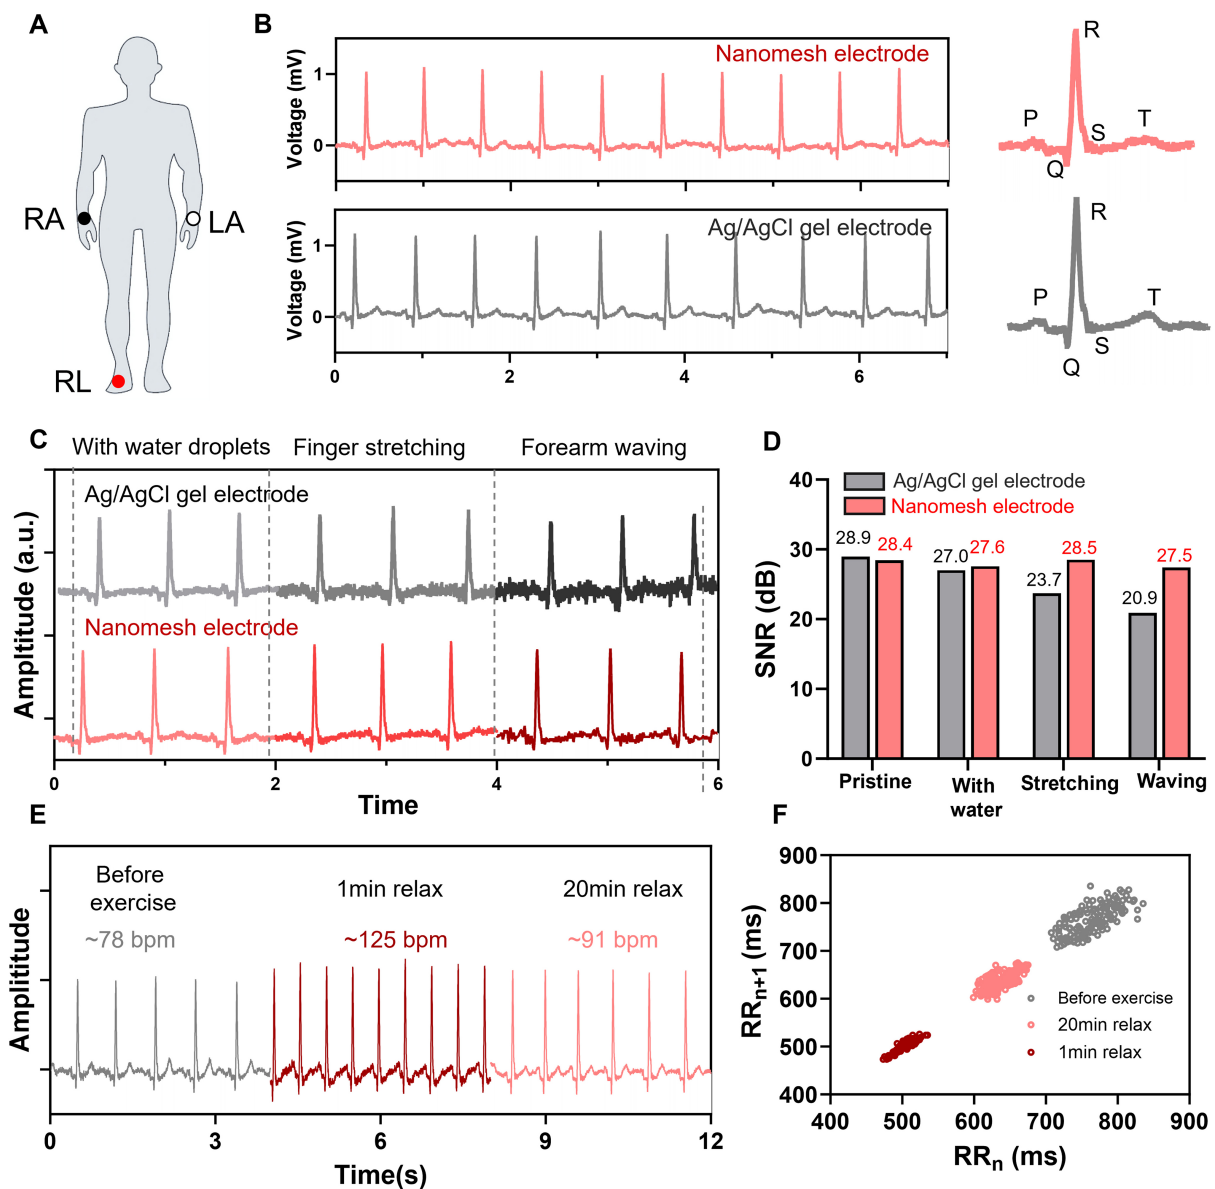 A
RA
LA
RL
B
Voltage (mV)
1
0
Nanomesh electrode
P
R
Q
S
T
Voltage (mV)
1
0
Ag/AgCl gel electrode
0
2
4
6
P
R
Q
S
T
C
With water droplets
Finger stretching
Forearm waving
Ag/AgCl gel electrode
Nanomesh electrode
Ampltitude (a.u.)
0
2
4
6
Time
D
SNR (dB)
40
30
20
10
0
Ag/AgCl gel electrode
Nanomesh electrode
28.9
28.4
27.0
27.6
23.7
28.5
20.9
27.5
Pristine
With
water
Stretching
Waving
E
Amplititude
Before
exercise
~78 bpm
1min relax
~125 bpm
20min relax
~91 bpm
0
3
6
9
12
Time(s)
F
RRn+1 (ms)
900
800
700
600
500
400
Before exercise
20min relax
1min relax
400
500
600
700
800
900
RRn (ms)